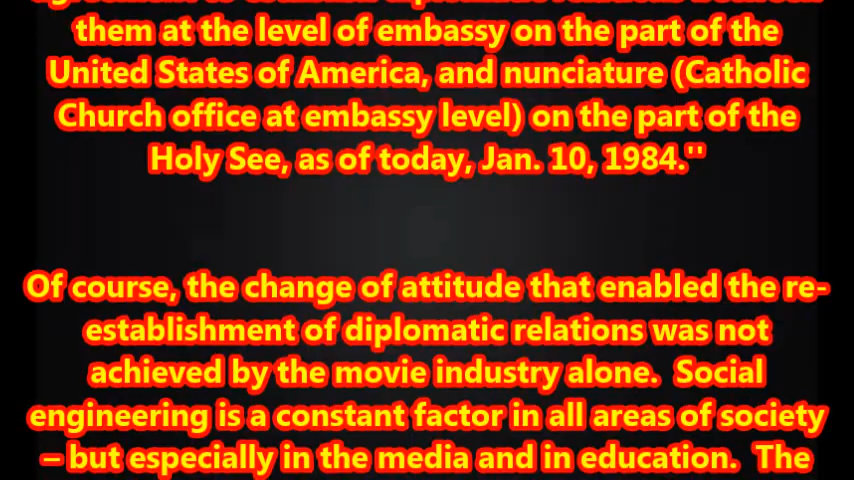 them at the level of embassy on the part of the
United States of America, and nunciature (Catholic
Church office at embassy level) on the part of the
Holy See, as of today, Jan. 10, 1984.''
Of course, the change of attitude that enabled the re-
establishment of diplomatic relations was not
achieved by the movie industry alone.  Social
engineering is a constant factor in all areas of society
– but especially in the media and in education.  The